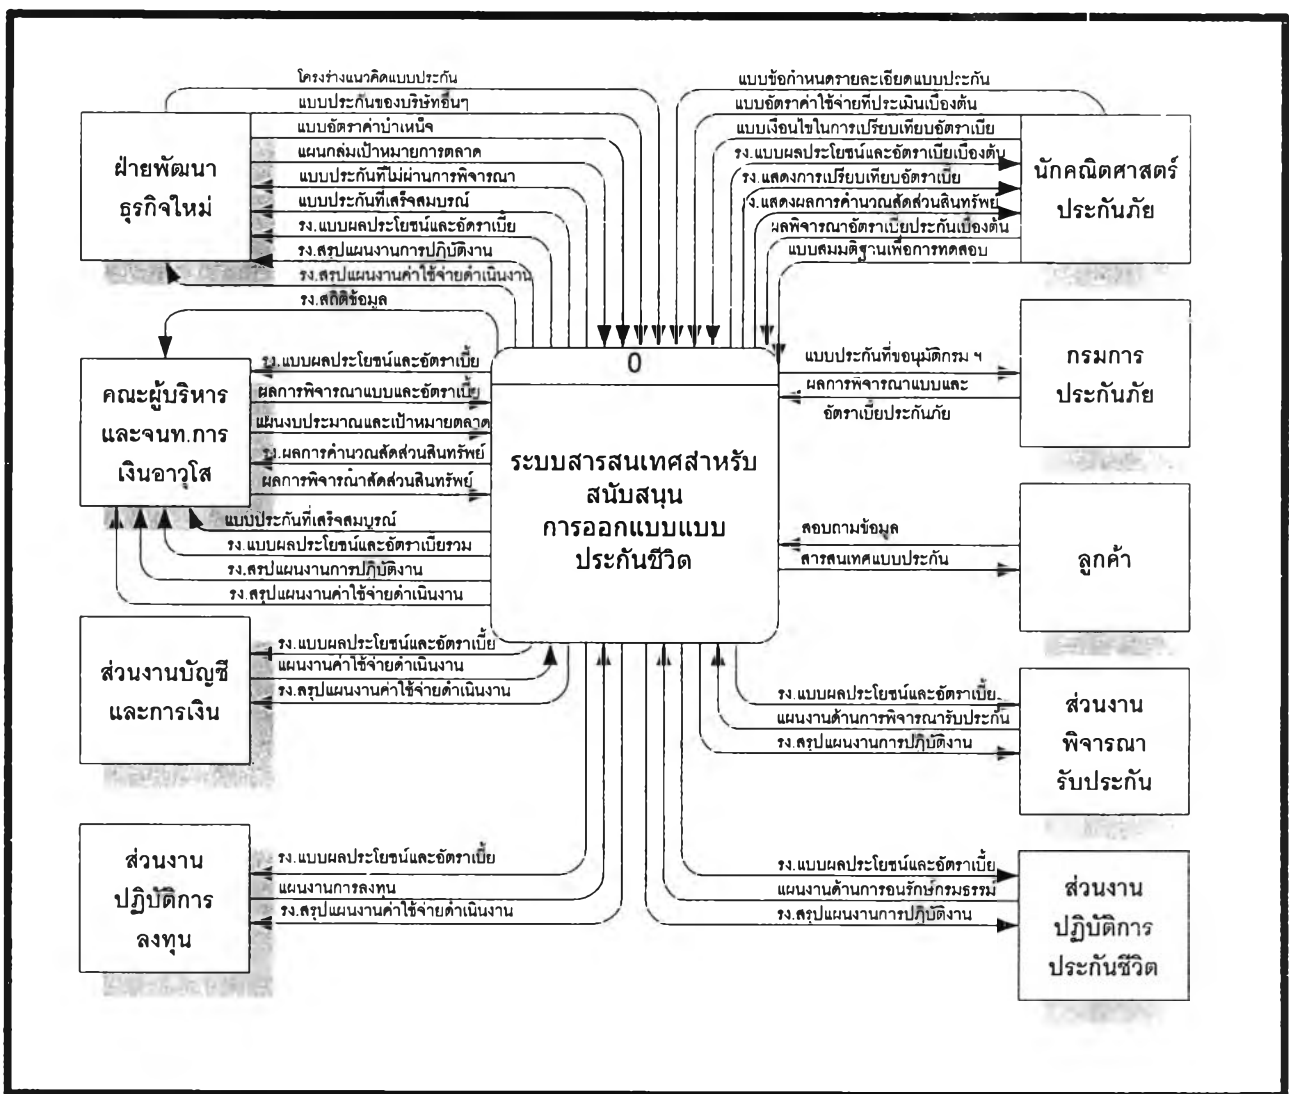 โครงร่างแนวคิดแบบประกัน
แบบประกันของบริษัทอื่นๆ
แบบอัตราค่าบำเหน็จ
แผนกลุ่มเป้าหมายการตลาด
แบบประกันที่ไม่ผ่านการพิจารณา
แบบประกันที่เสร็จสมบูรณ์
รง.แบบผลประโยชน์และอัตราเบี้ย
รง.สรุปแผนงานการปฏิบัติงาน
รง.สรุปแผนงานค่าใช้จ่ายดำเนินงาน
รง.สถิติข้อมูล
ฝ่ายพัฒนา
ธุรกิจใหม่
แบบข้อกำหนดรายละเอียดแบบประกัน
แบบอัตราค่าใช้จ่ายที่ประเมินเบื้องต้น
แบบเงื่อนไขในการเปรียบเทียบอัตราเบี้ย
รง.แบบผลประโยชน์และอัตราเบี้ยเบื้องต้น
รง.แสดงการเปรียบเทียบอัตราเบี้ย
รง.แสดงผลการคำนวณสัดส่วนสินทรัพย์
ผลพิจารณาอัตราเบี้ยประกันเบื้องต้น
แบบสมมติฐานเพื่อการทดสอบ
นักคณิตศาสตร์
ประกันภัย
คณะผู้บริหาร
และจนท.การ
เงินอาวุโส
รง.แบบผลประโยชน์และอัตราเบี้ย
ผลการพิจารณาแบบและอัตราเบี้ย
แผนงบประมาณและเป้าหมายตลาด
รง.ผลการคำนวณสัดส่วนสินทรัพย์
ผลการพิจารณาสัดส่วนสินทรัพย์
แบบประกันที่เสร็จสมบูรณ์
รง.แบบผลประโยชน์และอัตราเบี้ยรวม
รง.สรุปแผนงานการปฏิบัติงาน
รง.สรุปแผนงานค่าใช้จ่ายดำเนินงาน
0
ระบบสารสนเทศสำหรับ
สนับสนุน
การออกแบบแบบ
ประกันชีวิต
แบบประกันที่ขอนุมัติกรม ฯ
ผลการพิจารณาแบบและ
อัตราเบี้ยประกันภัย
กรมการ
ประกันภัย
สอบถามข้อมูล
สารสนเทศแบบประกัน
ลูกค้า
ส่วนงานบัญชี
และการเงิน
รง.แบบผลประโยชน์และอัตราเบี้ย
แผนงานค่าใช้จ่ายดำเนินงาน
รง.สรุปแผนงานค่าใช้จ่ายดำเนินงาน
รง.แบบผลประโยชน์และอัตราเบี้ย
แผนงานด้านการพิจารณารับประกัน
รง.สรุปแผนงานการปฏิบัติงาน
ส่วนงาน
พิจารณา
รับประกัน
ส่วนงาน
ปฏิบัติการ
ลงทุน
รง.แบบผลประโยชน์และอัตราเบี้ย
แผนงานการลงทุน
รง.สรุปแผนงานค่าใช้จ่ายดำเนินงาน
รง.แบบผลประโยชน์และอัตราเบี้ย
แผนงานด้านการอนุรักษ์กรมธรรม์
รง.สรุปแผนงานการปฏิบัติงาน
ส่วนงาน
ปฏิบัติการ
ประกันชีวิต